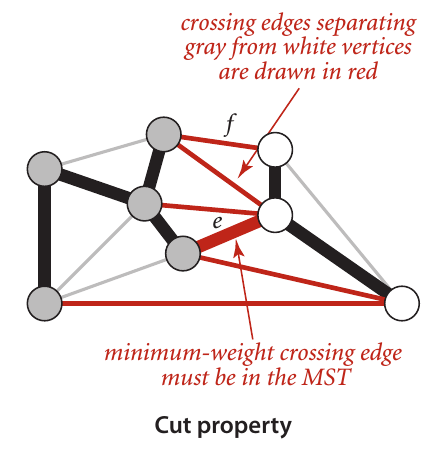 crossing edges separating
gray from white vertices
are drawn in red
f
e
minimum-weight crossing edge
must be in the MST
Cut property